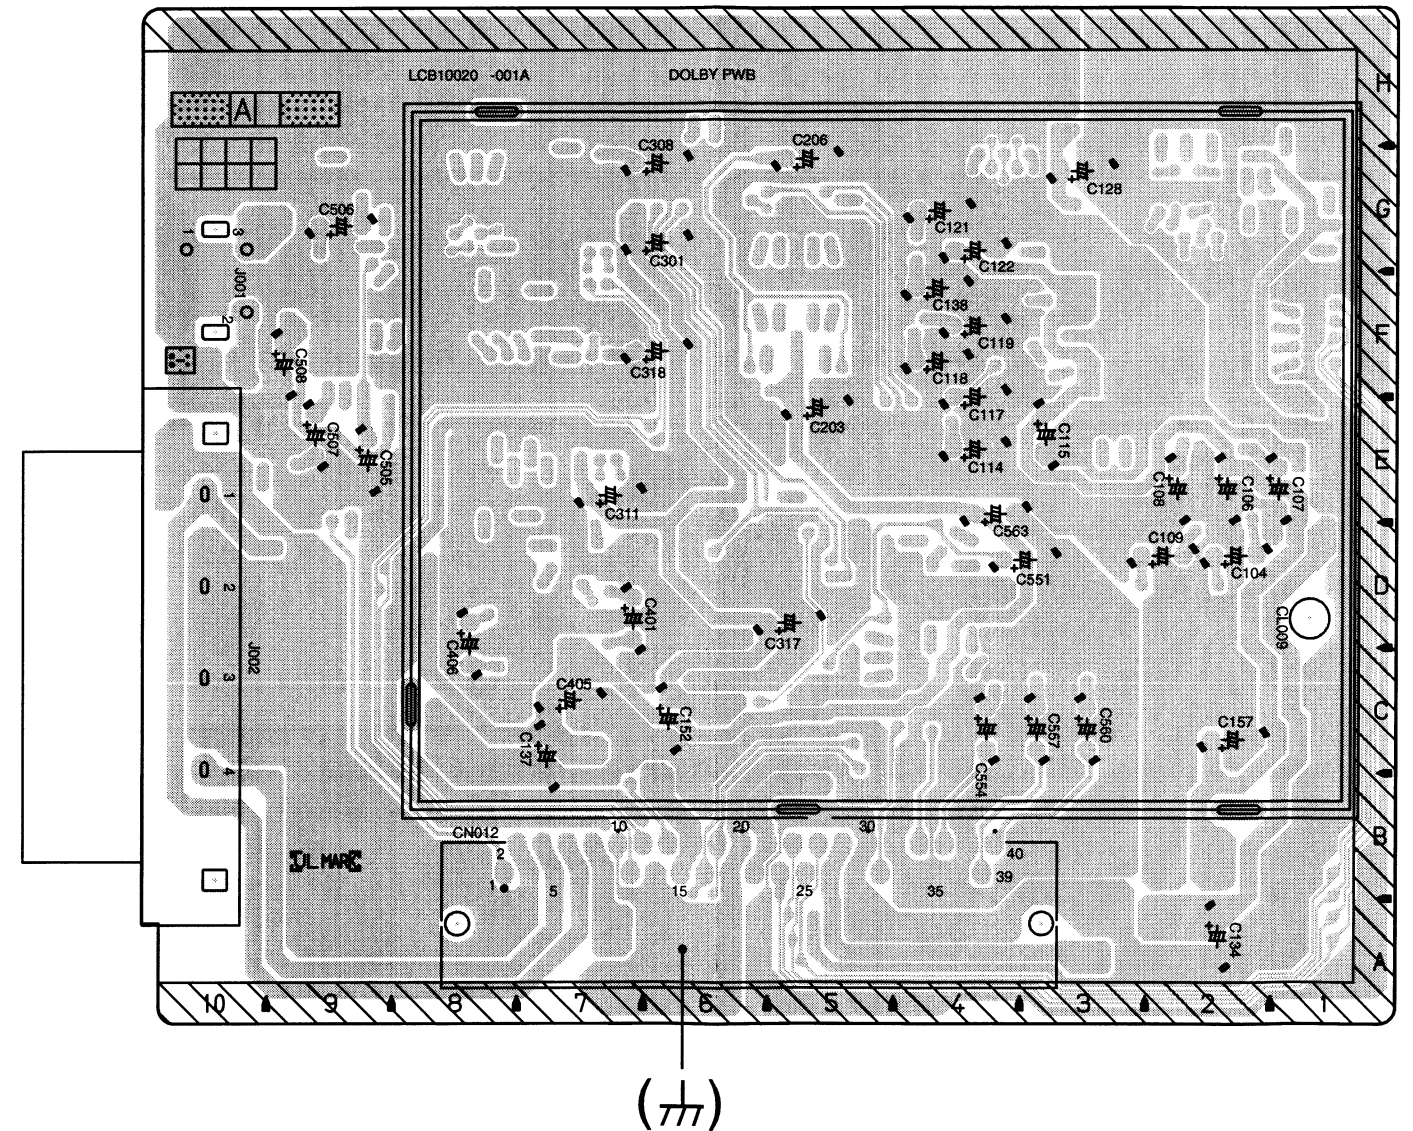 LCB10020 -001A DOLBY PWB
H
A
C308 C206
C128
C506 C121 G
1 3
C301 C122
J001 C138
2 C119 F
C508 C318 C118
C117
C203
C507 C115
C505 C114 E
1 C108 C106 C107
C311 C563
C109
C551 C104
2 D
C401 CL009
C406 C317
J002
3 C405 C
C152 C557 C560 C157
C137
4 C554
CN012 10 20 30 B
2 40
UL MARK
1 5 15 25 35 39
C134
A
10 9 8 7 6 5 4 3 2 1
( )